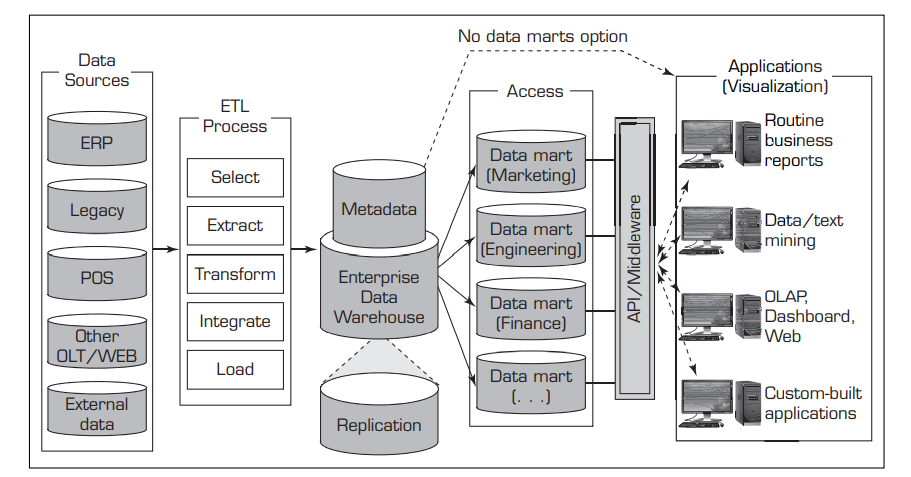 No data marts option
Data
Sources
ERP
Legacy
POS
Other
OLT/WEB
External
data
ETL
Process
Select
Extract
Transform
Integrate
Load
Metadata
Enterprise
Data
Warehouse
Replication
Access
Data mart
(Marketing)
Data mart
(Engineering)
Data mart
(Finance)
Data mart
(. . .)
API/Middleware
Applications
(Visualization)
Routine
business
reports
Data/text
mining
OLAP,
Dashboard,
Web
Custom-built
applications